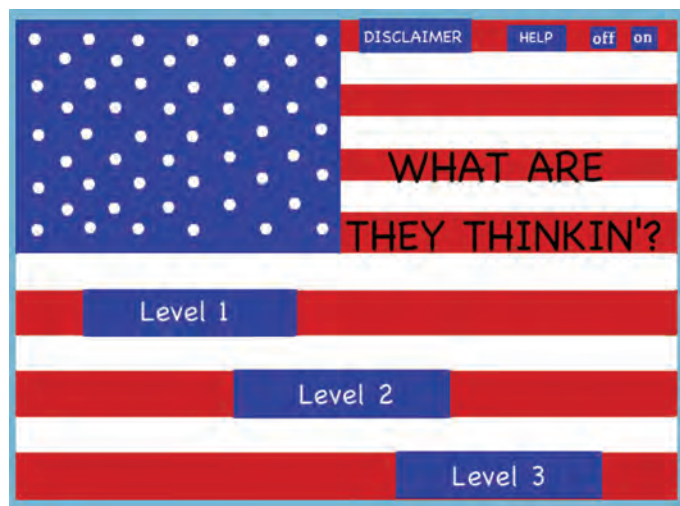 DISCLAIMER HELP off on
WHAT ARE
THEY THINKIN'?
Level 1
Level 2
Level 3